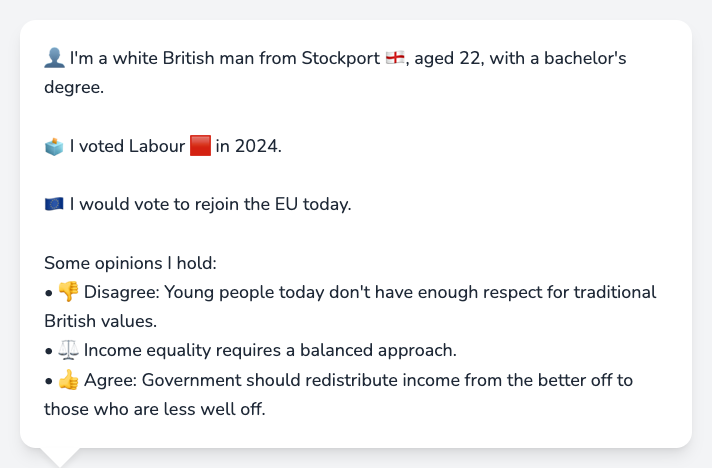 👤 I'm a white British man from Stockport 🏴󠁧󠁢󠁥󠁮󠁧󠁿, aged 22, with a bachelor's
degree.
🗳️ I voted Labour 🟥 in 2024.
🇪🇺 I would vote to rejoin the EU today.
Some opinions I hold:
• 👎 Disagree: Young people today don't have enough respect for traditional
British values.
• ⚖️ Income equality requires a balanced approach.
• 👍 Agree: Government should redistribute income from the better off to
those who are less well off.